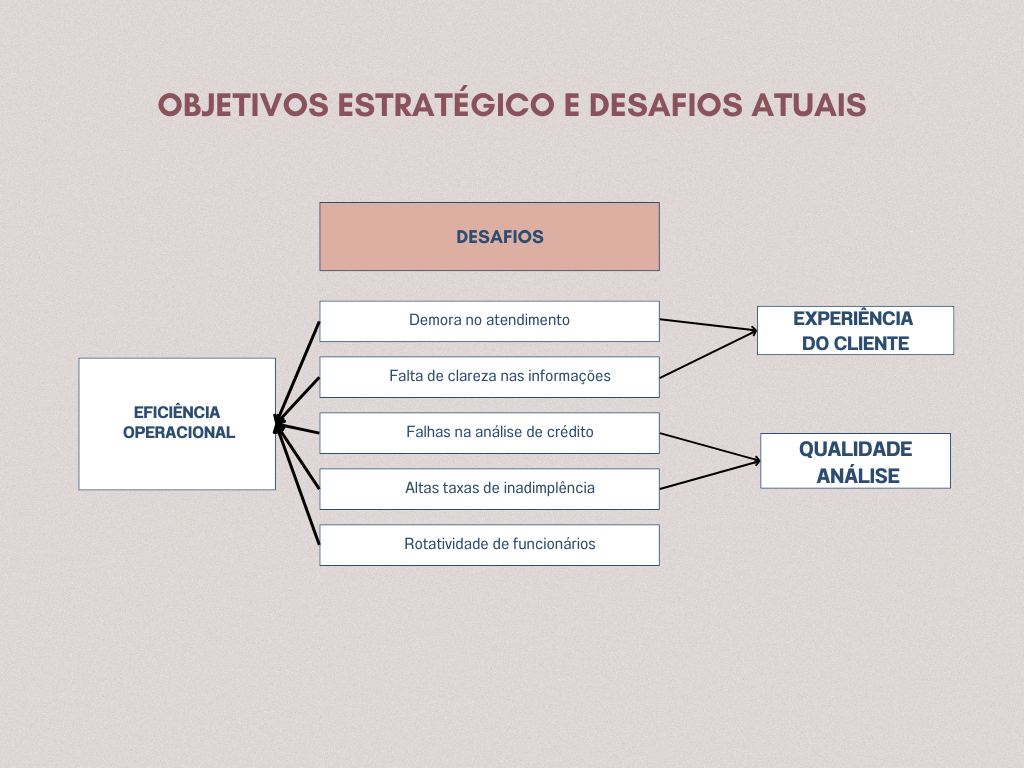 OBJETIVOS ESTRATÉGICO E DESAFIOS ATUAIS
DESAFIOS
Demora no atendimento
Falta de clareza nas informações
Falhas na análise de crédito
Altas taxas de inadimplência
Rotatividade de funcionários
EFICIÊNCIA
OPERACIONAL
EXPERIÊNCIA
DO CLIENTE
QUALIDADE
ANÁLISE